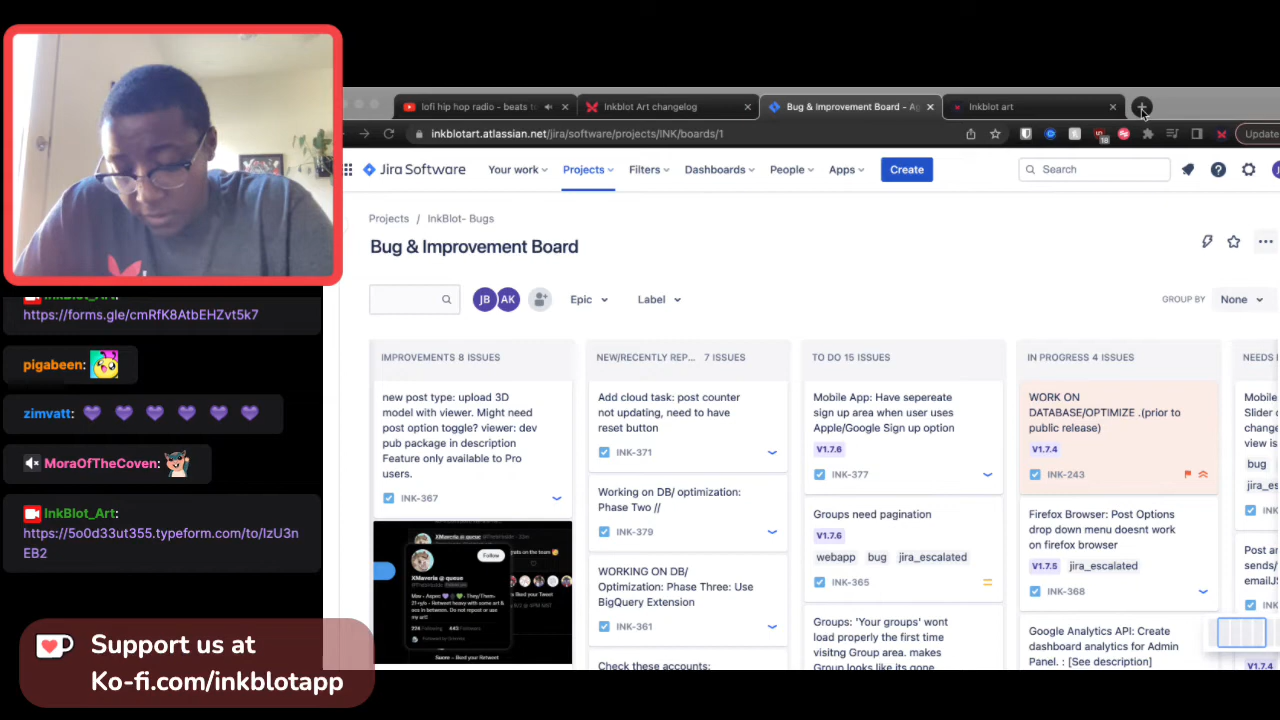 lofi hip hop radio - beats t
Inkblot Art changelog
Bug & Improvement Board - A
Inkblot art
inkblotart.atlassian.net/jira/software/projects/INK/boards/1
18
Update
Jira Software
Your work
Projects
Filters
Dashboards
People
Apps
Create
Search
Projects / InkBlot- Bugs
Bug & Improvement Board
JB
AK
Epic
Label
GROUP BY
None
IMPROVEMENTS 8 ISSUES
new post type: upload 3D
model with viewer. Might need
post option toggle? viewer: dev
pub package in description
Feature only available to Pro
users.
INK-367
XMaveria @ queue
Follow
NEW/RECENTLY REP... 7 ISSUES
Add cloud task: post counter
not updating, need to have
reset button
INK-371
Working on DB/ optimization:
Phase Two //
INK-379
WORKING ON DB/
Optimization: Phase Three: Use
BigQuery Extension
INK-361
Check these accounts:
TO DO 15 ISSUES
Mobile App: Have sepereate
sign up area when user uses
Apple/Google Sign up option
V1.7.6
INK-377
Groups need pagination
V1.7.6
webapp bug jira_escalated
INK-365
Groups: 'Your groups' wont
load properly the first time
visitng Group area. makes
Group looks like its gone
IN PROGRESS 4 ISSUES
WORK ON
DATABASE/OPTIMIZE .(prior to
public release)
V1.7.4
INK-243
Firefox Browser: Post Options
drop down menu doesnt work
on firefox browser
V1.7.5
jira_escalated
INK-368
Google Analytics API: Create
dashboard analytics for Admin
Panel. : [See description]
NEEDS
Mobile
Slider
change
view is
bug
jira_es
INK
Post ar
sends/
emailJS
INK
V1.7.4
InkBlot_Art:
https://forms.gle/cmRfK8AtbEHZvt5k7
pigabeen:
zimvatt:
MoraOfTheCoven:
InkBlot_Art:
https://5o0d33ut355.typeform.com/to/IzU3n
EB2
Support us at
Ko-fi.com/inkblotapp